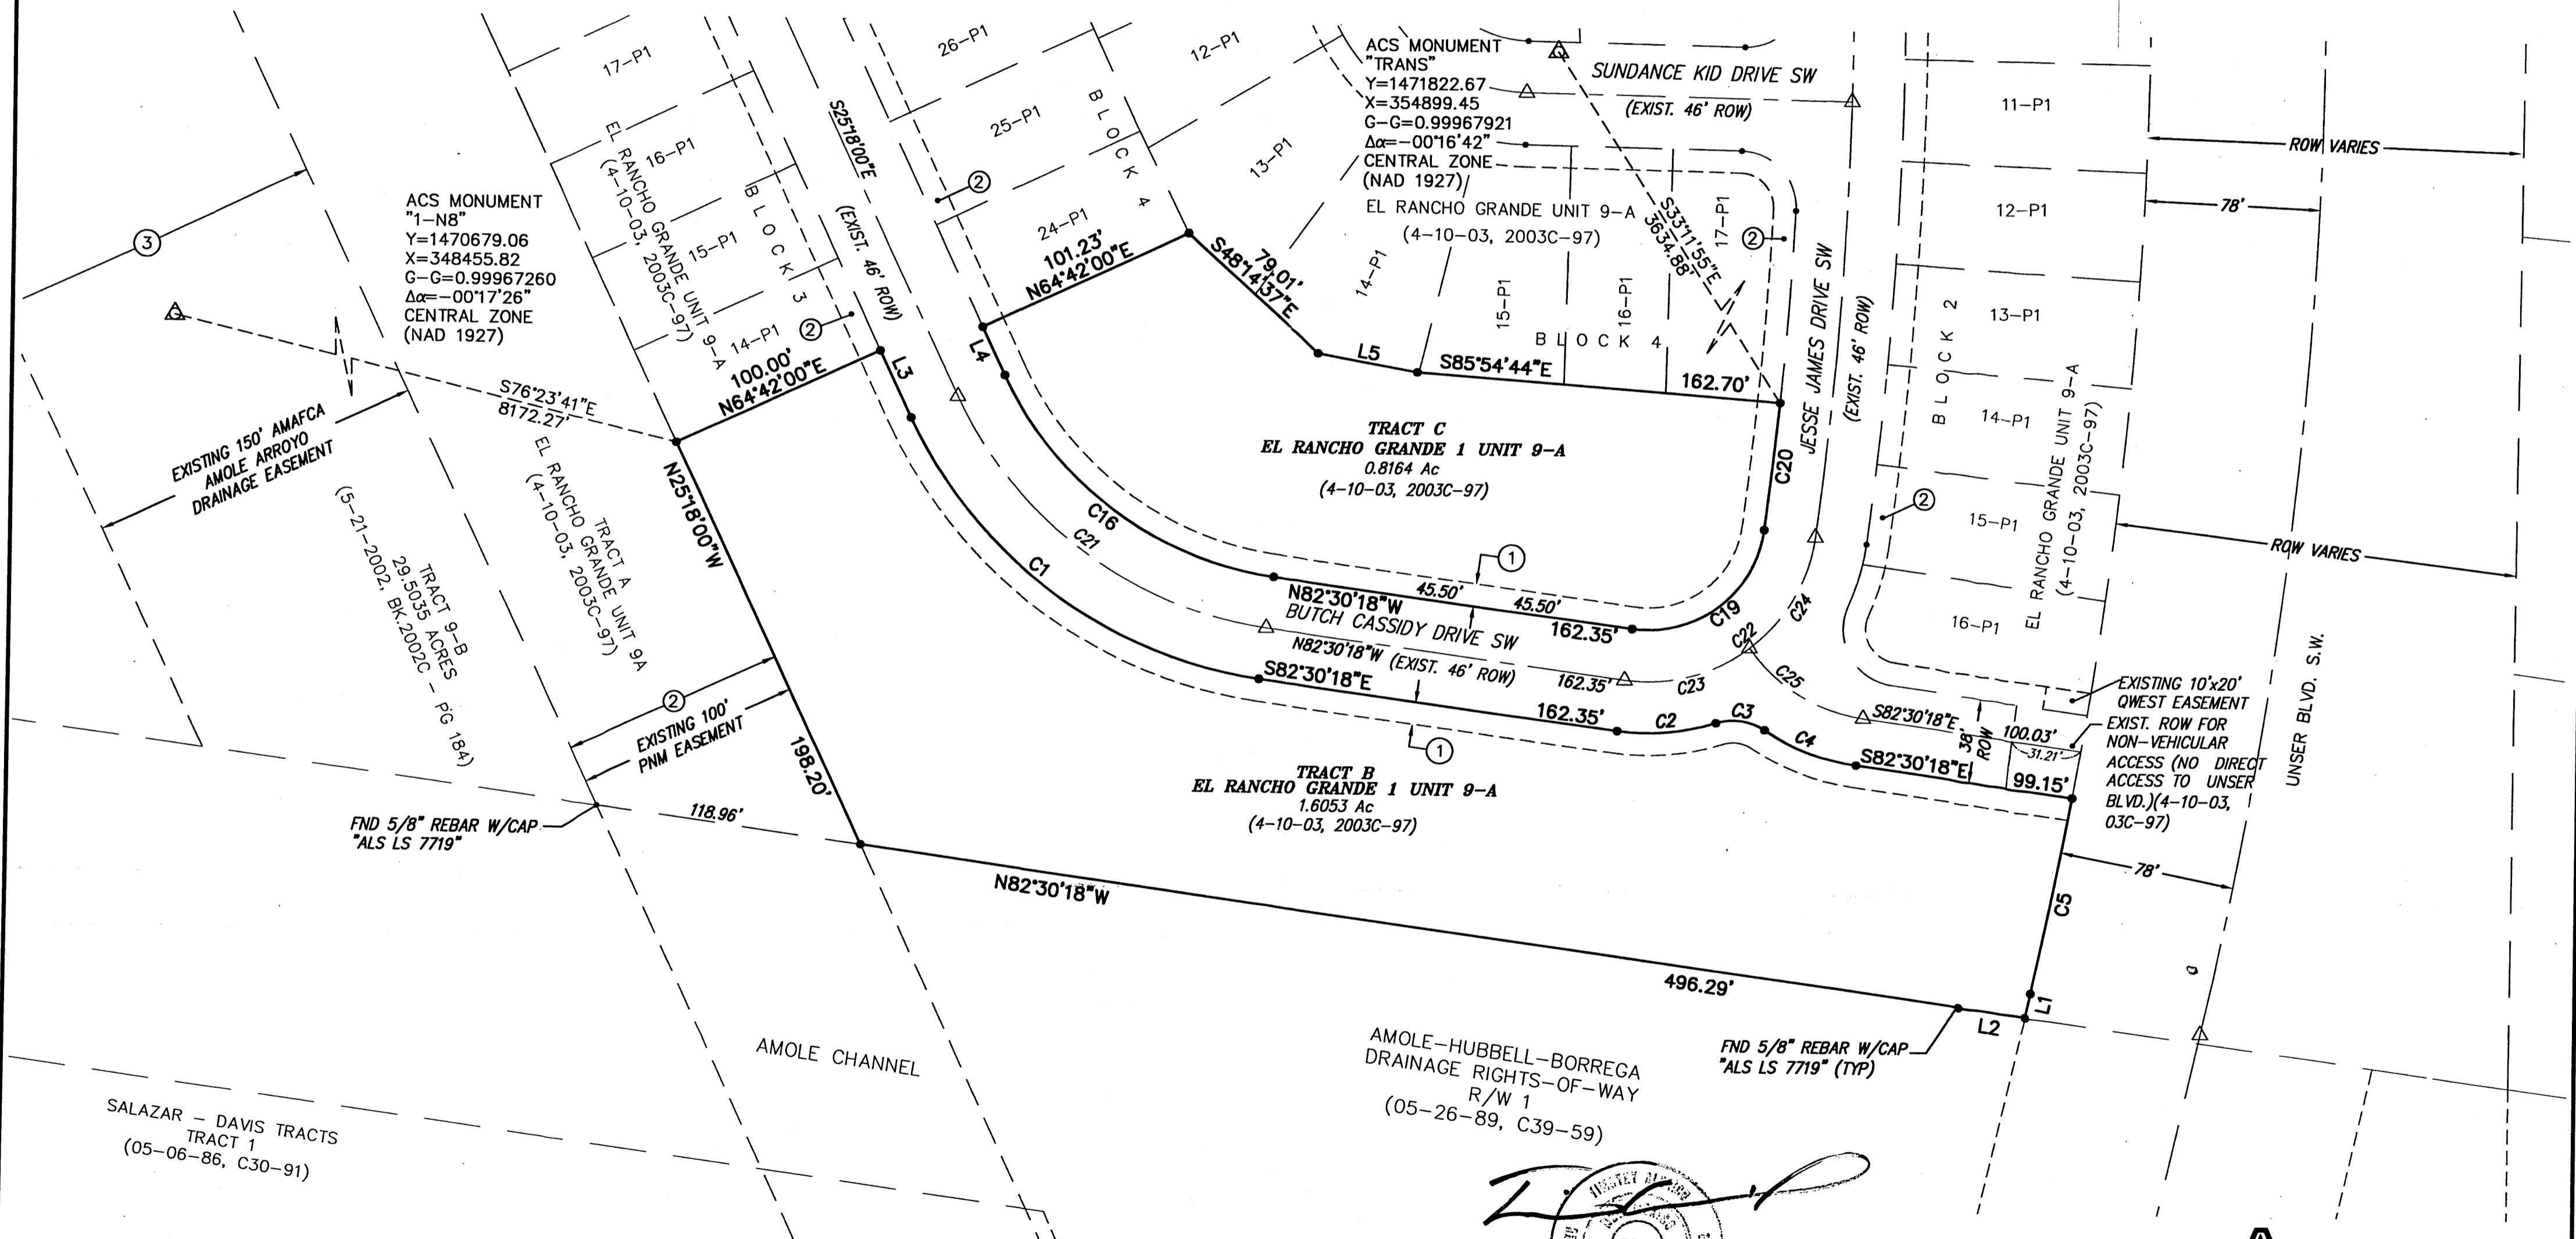 17-P1
26-P1
12-P1
ACS MONUMENT
"TRANS"
Y=1471822.67
X=354899.45
G-G=0.99967921
Δα=-00°16'42"
CENTRAL ZONE
(NAD 1927)
SUNDANCE KID DRIVE SW
(EXIST. 46' ROW)
11-P1
ROW VARIES
S25°18'00"E
(EXIST. 46' ROW)
25-P1
BLOCK 4
13-P1
16-P1
EL RANCHO GRANDE UNIT 9-A
(4-10-03, 2003C-97)
BLOCK 3
15-P1
14-P1
②
②
24-P1
③
ACS MONUMENT
"1-N8"
Y=1470679.06
X=348455.82
G-G=0.99967260
Δα=-00°17'26"
CENTRAL ZONE
(NAD 1927)
EL RANCHO GRANDE UNIT 9-A
(4-10-03, 2003C-97)
S33°11'55"E
3634.88'
17-P1
②
12-P1
78'
101.23'
N64°42'00"E
79.01'
S48°14'37"E
14-P1
15-P1
16-P1
BLOCK 4
JESSE JAMES DRIVE SW
(EXIST. 46' ROW)
BLOCK 2
13-P1
14-P1
15-P1
16-P1
EL RANCHO GRANDE UNIT 9-A
(4-10-03, 2003C-97)
②
100.00'
N64°42'00"E
L3
L4
L5
S85°54'44"E
162.70'
S76°23'41"E
8172.27'
EXISTING 150' AMAFCA
AMOLE ARROYO
DRAINAGE EASEMENT
TRACT C
EL RANCHO GRANDE 1 UNIT 9-A
0.8164 Ac
(4-10-03, 2003C-97)
C20
N25°18'00"W
198.20'
TRACT A
EL RANCHO GRANDE UNIT 9A
(4-10-03, 2003C-97)
TRACT 9-B
29.5035 ACRES
(5-21-2002, BK.2002C - PG 184)
C16
C21
C1
①
45.50'
45.50'
N82°30'18"W
162.35'
BUTCH CASSIDY DRIVE SW
N82°30'18"W
(EXIST. 46' ROW)
162.35'
S82°30'18"E
162.35'
C19
C22
C24
C23
C25
C2
C3
C4
ROW VARIES
UNSER BLVD. S.W.
EXISTING 10'x20'
QWEST EASEMENT
EXIST. ROW FOR
NON-VEHICULAR
ACCESS (NO DIRECT
ACCESS TO UNSER
BLVD.)(4-10-03,
03C-97)
S82°30'18"E
100.03'
38'
ROW
31.21'
S82°30'18"E
99.15'
②
EXISTING 100'
PNM EASEMENT
①
TRACT B
EL RANCHO GRANDE 1 UNIT 9-A
1.6053 Ac
(4-10-03, 2003C-97)
118.96'
FND 5/8" REBAR W/CAP
"ALS LS 7719"
78'
C5
N82°30'18"W
496.29'
L1
L2
FND 5/8" REBAR W/CAP
"ALS LS 7719" (TYP)
AMOLE CHANNEL
AMOLE-HUBBELL-BORREGA
DRAINAGE RIGHTS-OF-WAY
R/W 1
(05-26-89, C39-59)
SALAZAR - DAVIS TRACTS
TRACT 1
(05-06-86, C30-91)